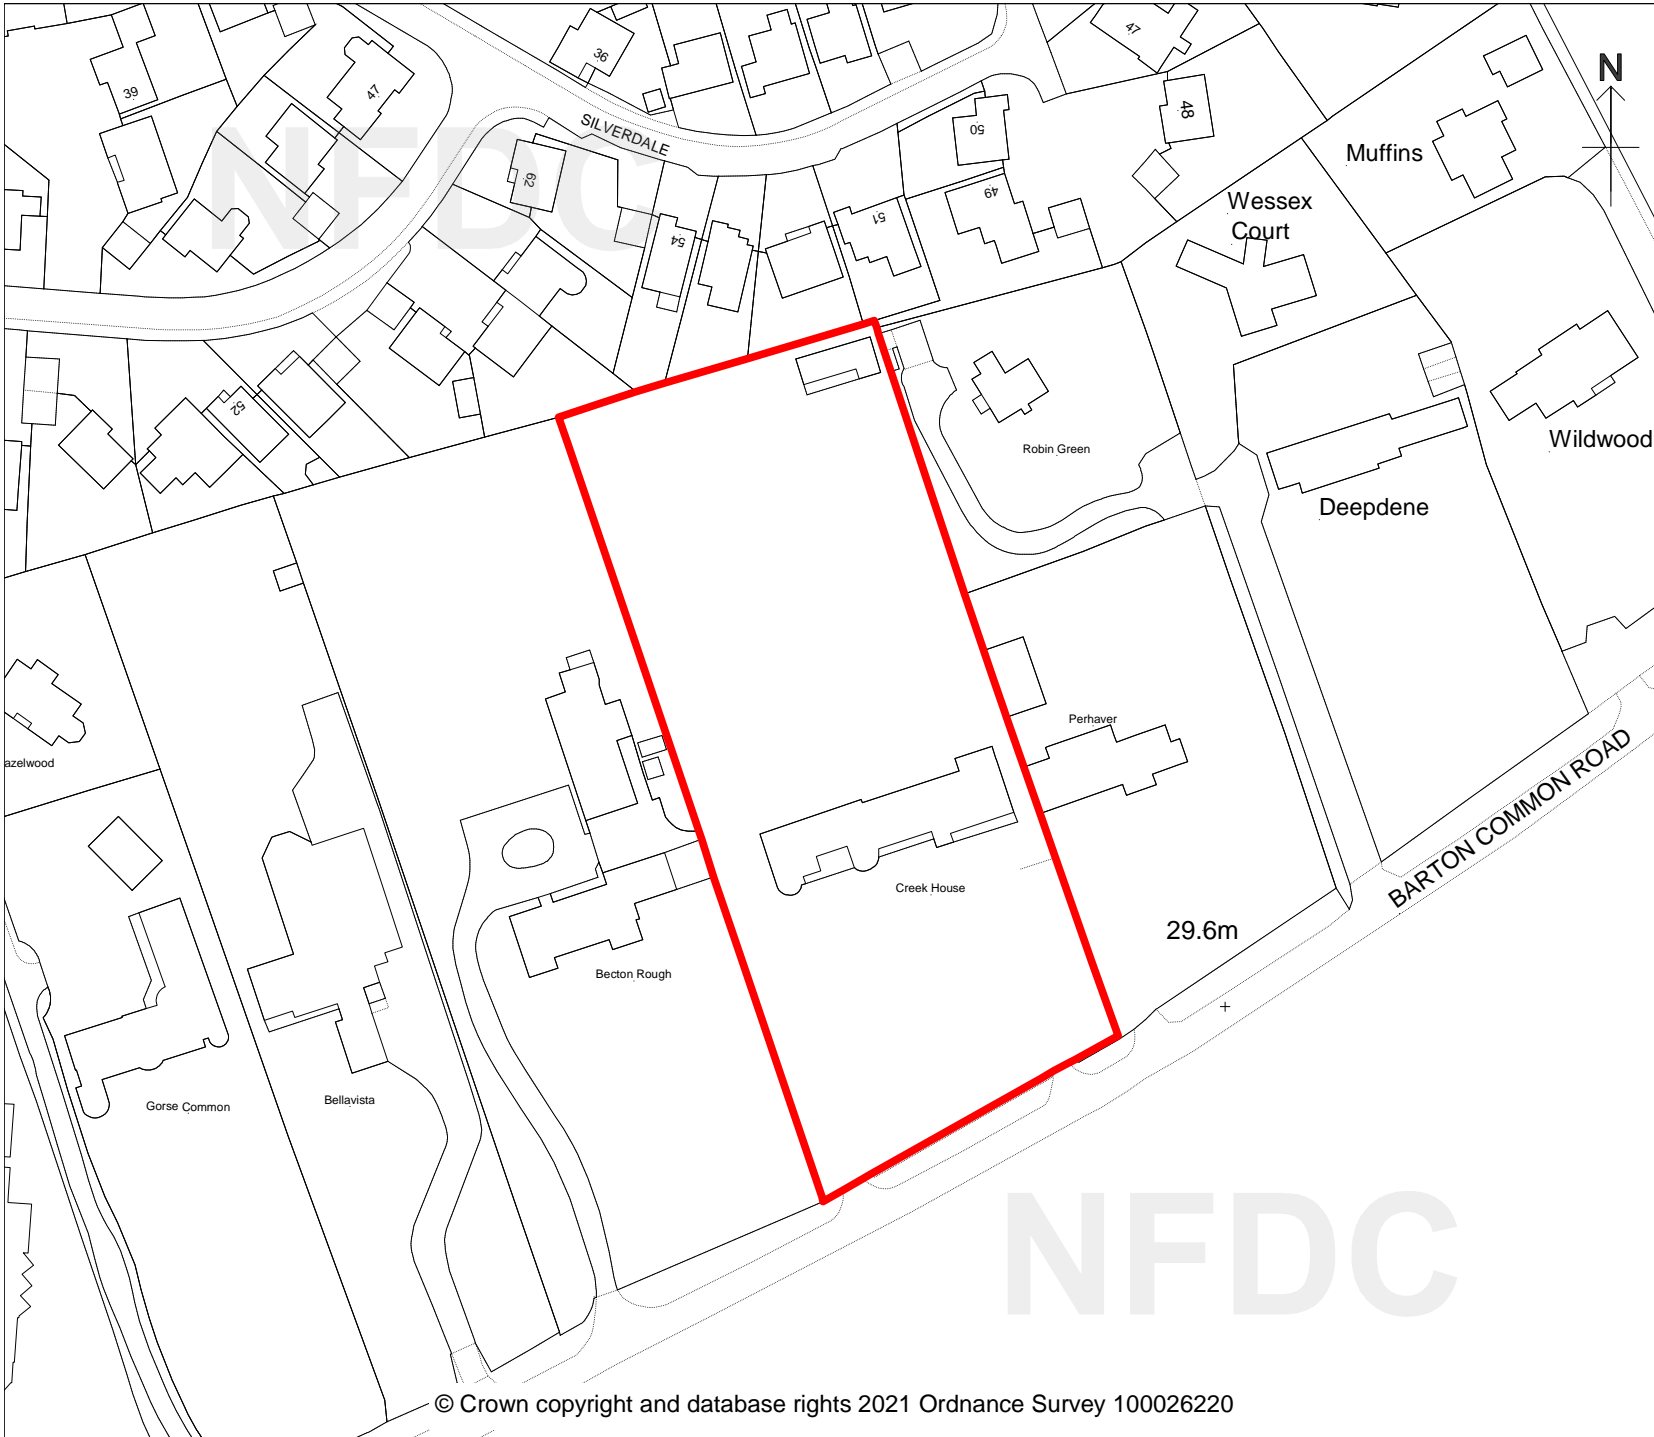 39
47
36
47
N
SILVERDALE
50
48
Muffins
NFDC
62
54
51
49
Wessex
Court
52
Robin Green
Wildwood
Deepdene
azelwood
Perhaver
BARTON COMMON ROAD
Creek House
29.6m
Becton Rough
Gorse Common
Bellavista
NFDC
© Crown copyright and database rights 2021 Ordnance Survey 100026220